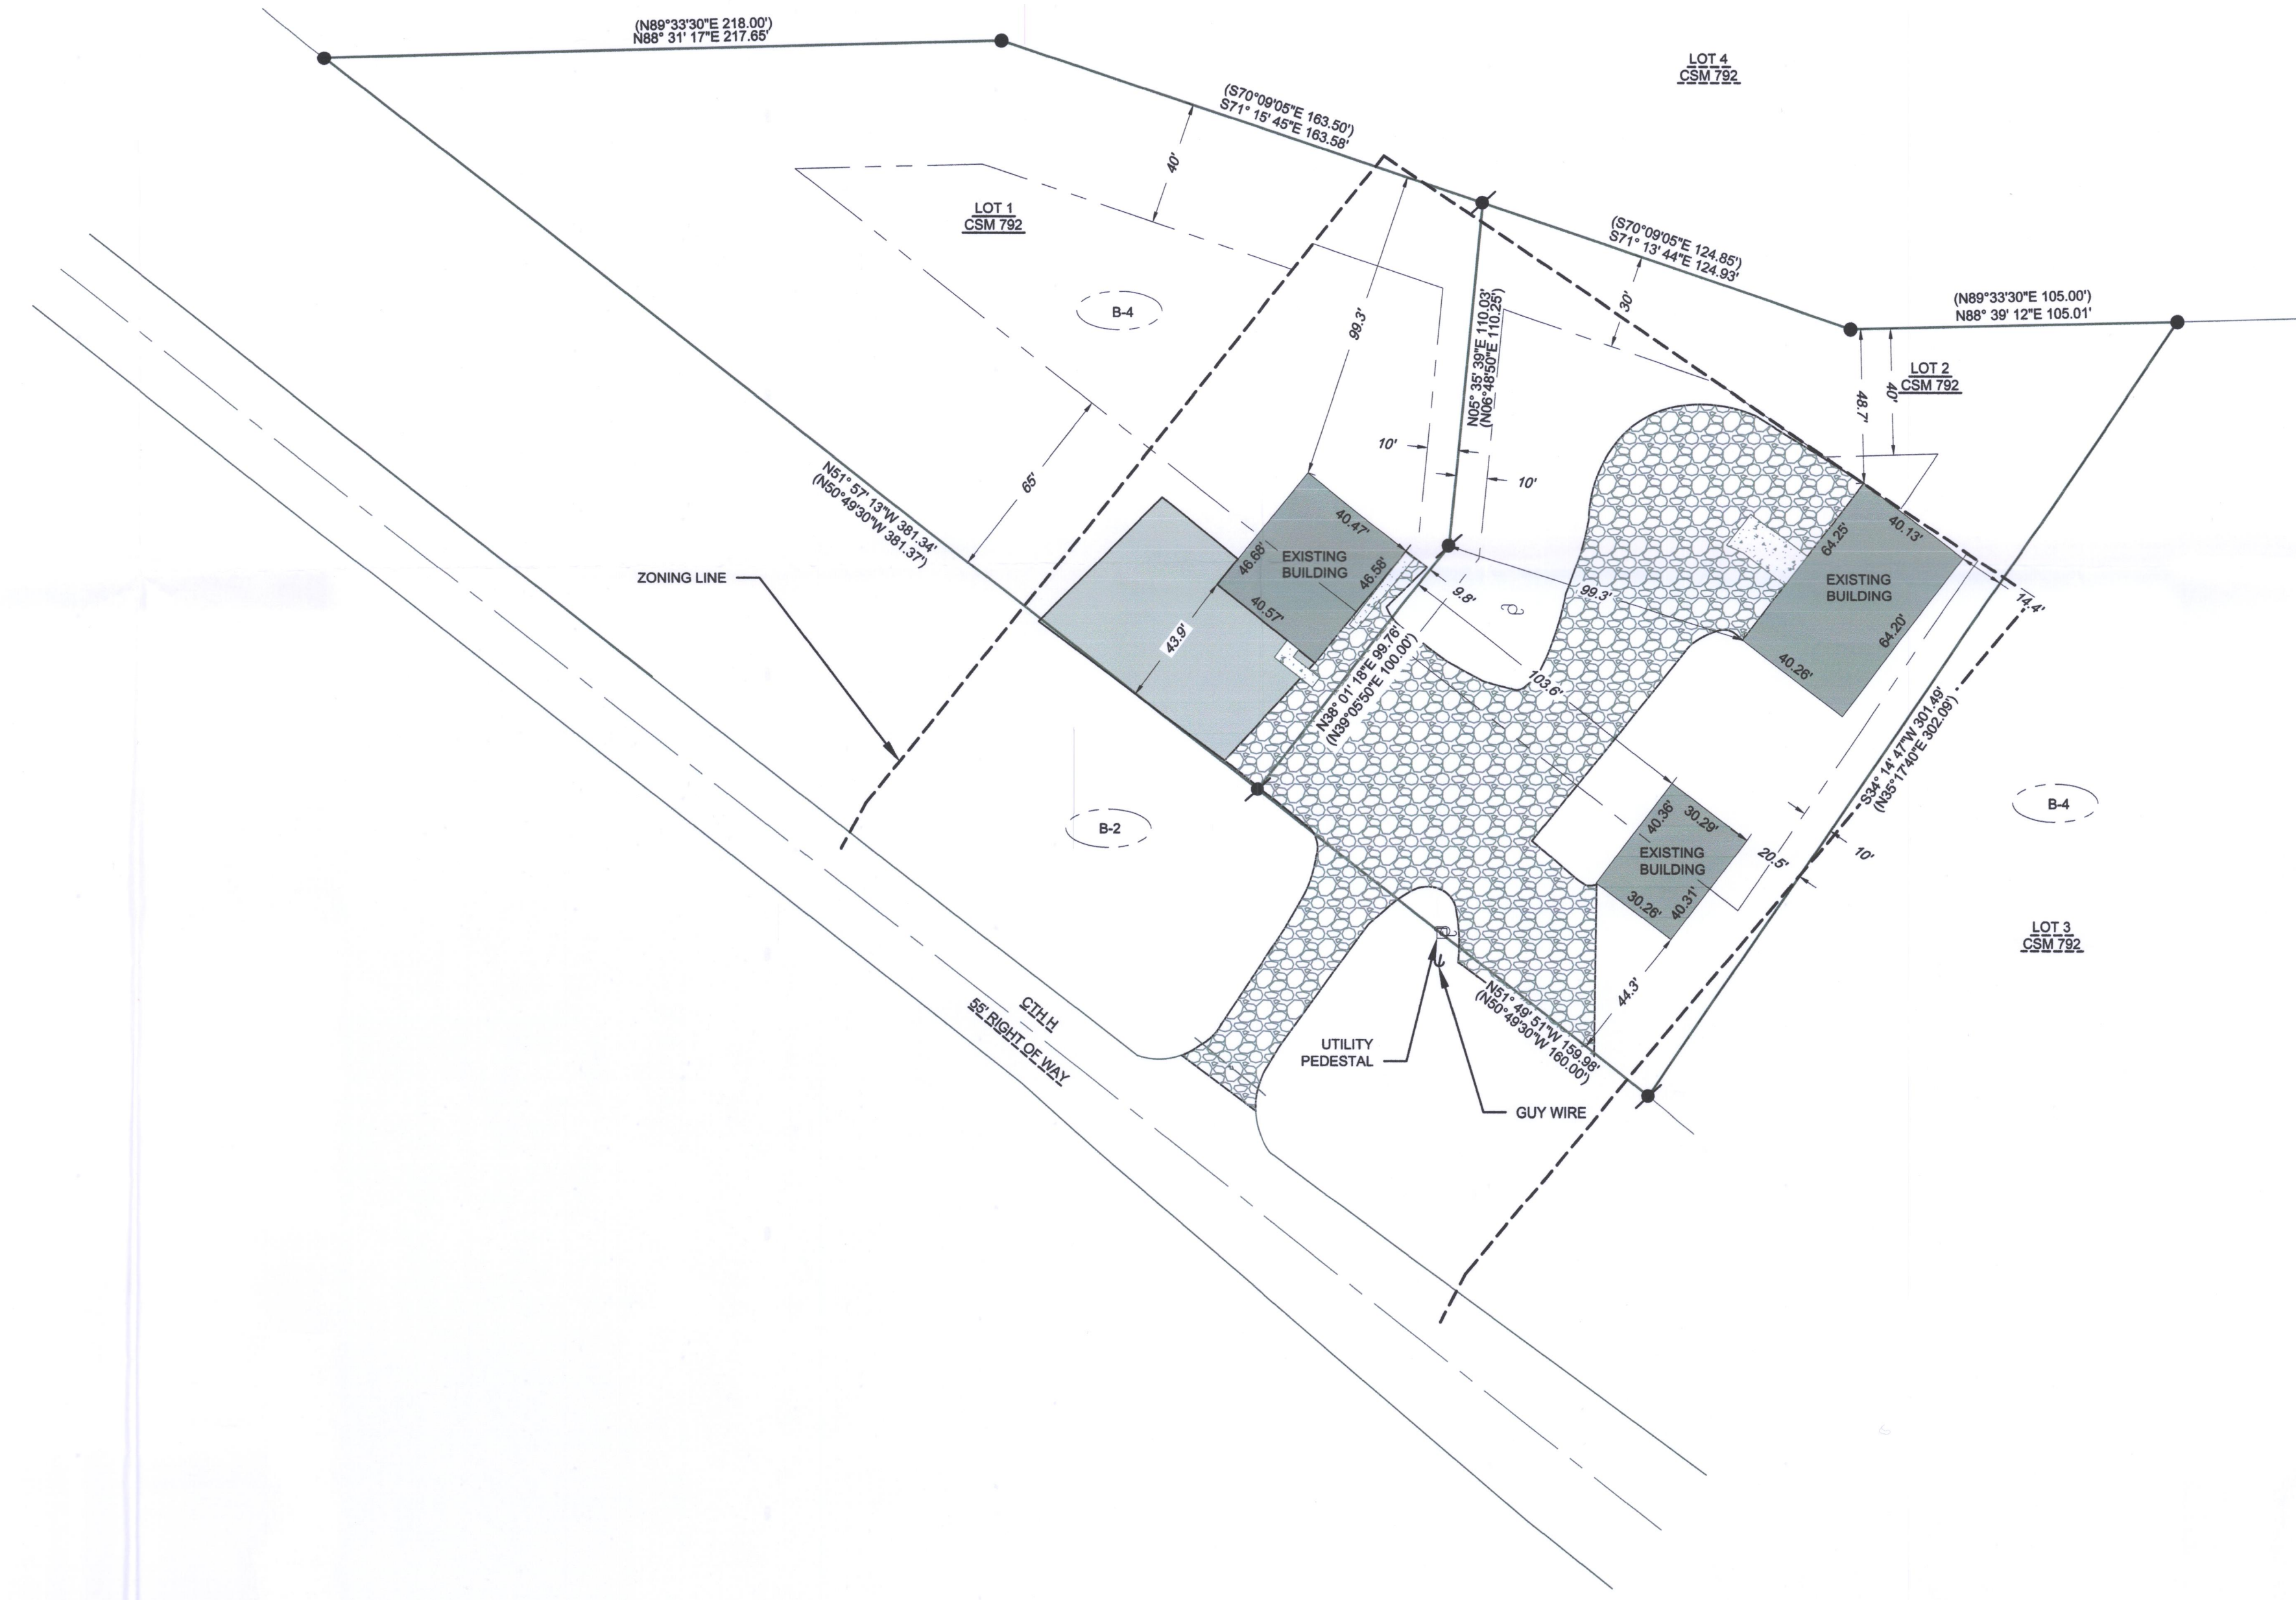 (N89°33'30"E 218.00')
N88° 31' 17"E 217.65'
LOT 4
CSM 792
(S70°09'05"E 163.50')
S71° 15' 45"E 163.58'
40'
LOT 1
CSM 792
(S70°09'05"E 124.85')
S71° 13' 44"E 124.93'
30'
(N89°33'30"E 105.00')
N88° 39' 12"E 105.01'
B-4
99.3'
N05° 35' 39"E 110.03'
(N06°48'50"E 110.25')
LOT 2
CSM 792
48.7'
40'
10'
10'
65'
N51° 57' 13"W 381.34'
(N50°49'30"W 381.37')
40.47'
46.68'
EXISTING
BUILDING
46.58'
40.57'
9.8'
99.3'
64.25'
40.13'
EXISTING
BUILDING
64.20'
40.26'
14.4'
ZONING LINE
43.9'
N38° 01' 18"E 99.76'
(N39°05'50"E 100.00')
103.6'
S34° 14' 47"W 301.49'
(N35°17'40"E 302.09')
B-2
B-4
40.36'
30.29'
EXISTING
BUILDING
30.26'
40.31'
20.5'
10'
LOT 3
CSM 792
44.3'
N51° 49' 51"W 159.98'
(N50°49'30"W 160.00')
CTH H
55' RIGHT OF WAY
UTILITY
PEDESTAL
GUY WIRE